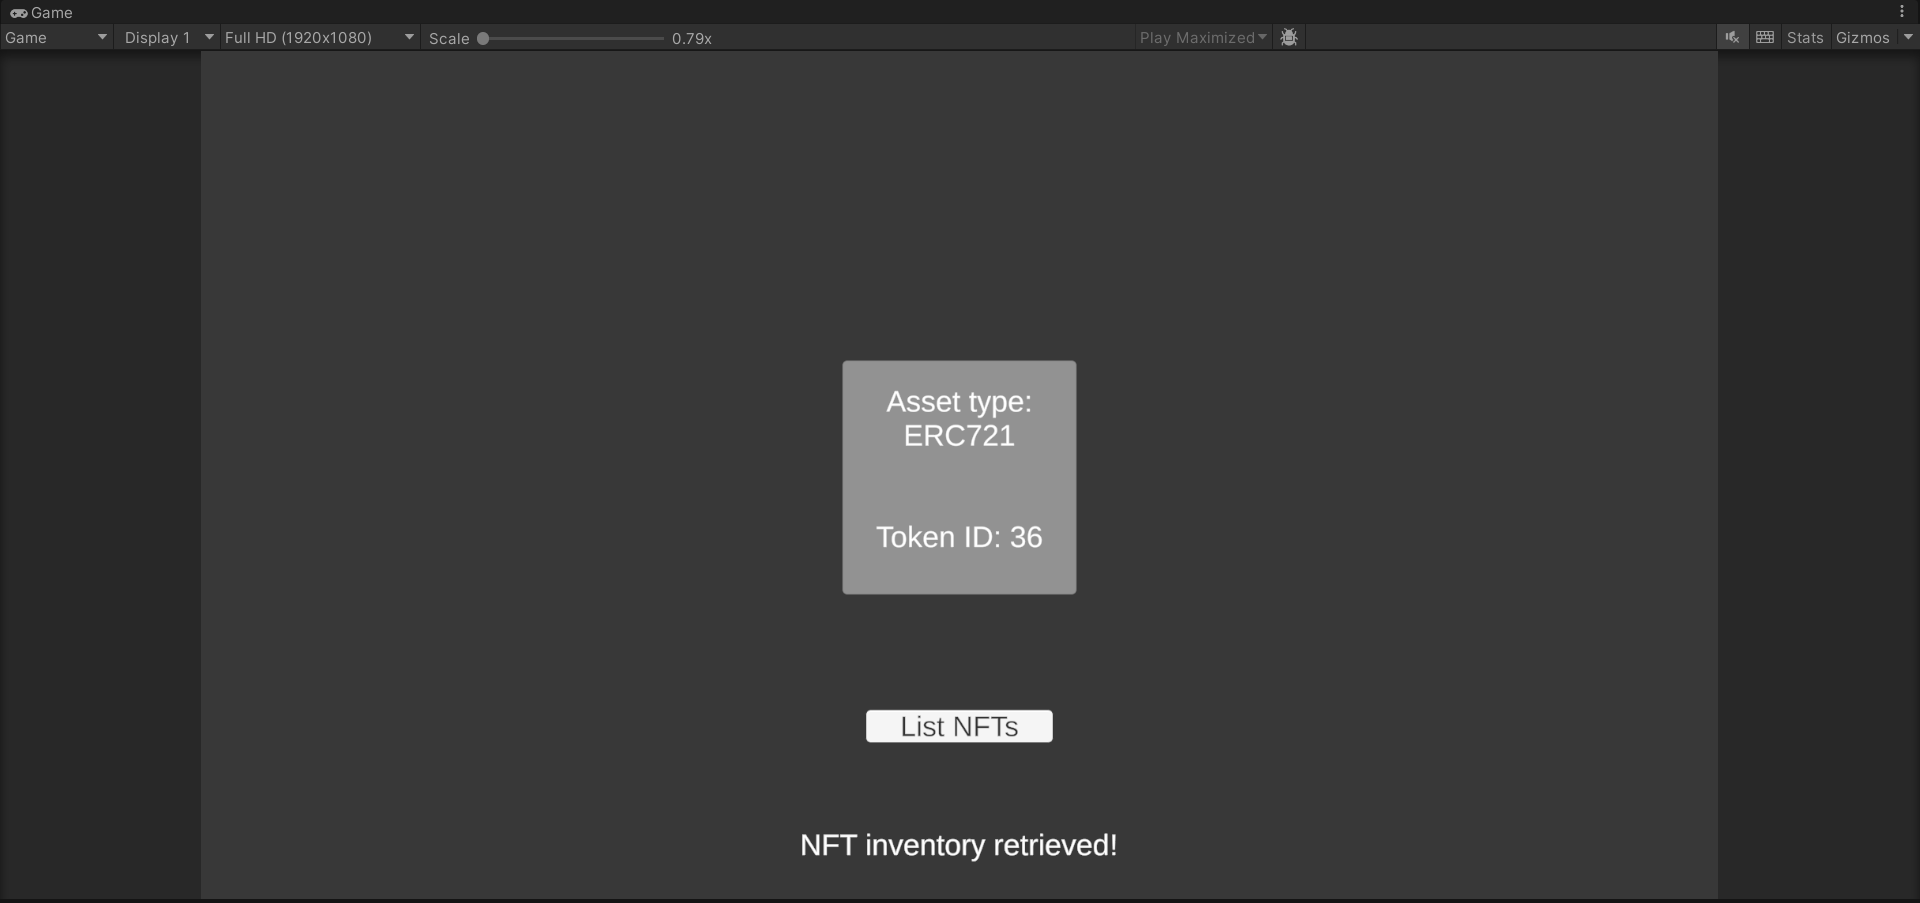 Game
Game Display 1 Full HD (1920x1080) Scale 0.79x Play Maximized Stats Gizmos
Asset type:
ERC721
Token ID: 36
List NFTs
NFT inventory retrieved!